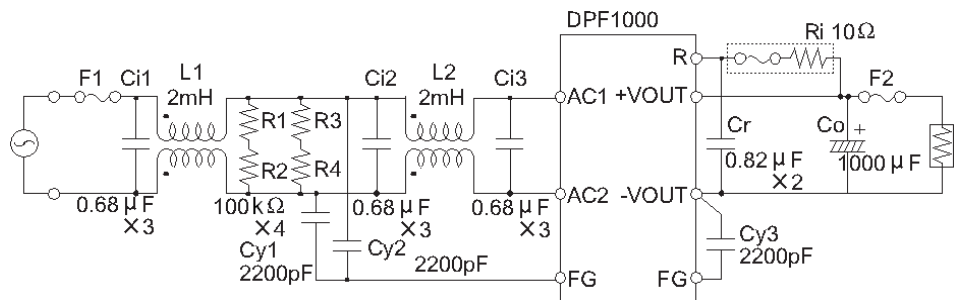 DPF1000
Ri 10Ω
F1
Ci1
L1
2mH
Ci2
L2
2mH
Ci3
R
F2
AC1
+VOUT
R1
R3
Cr
Co
+
R2
R4
0.82μF
×2
1000μF
AC2
-VOUT
0.68μF
×3
100kΩ
×4
0.68μF
×3
0.68μF
×3
Cy1
2200pF
Cy2
2200pF
Cy3
2200pF
FG
FG